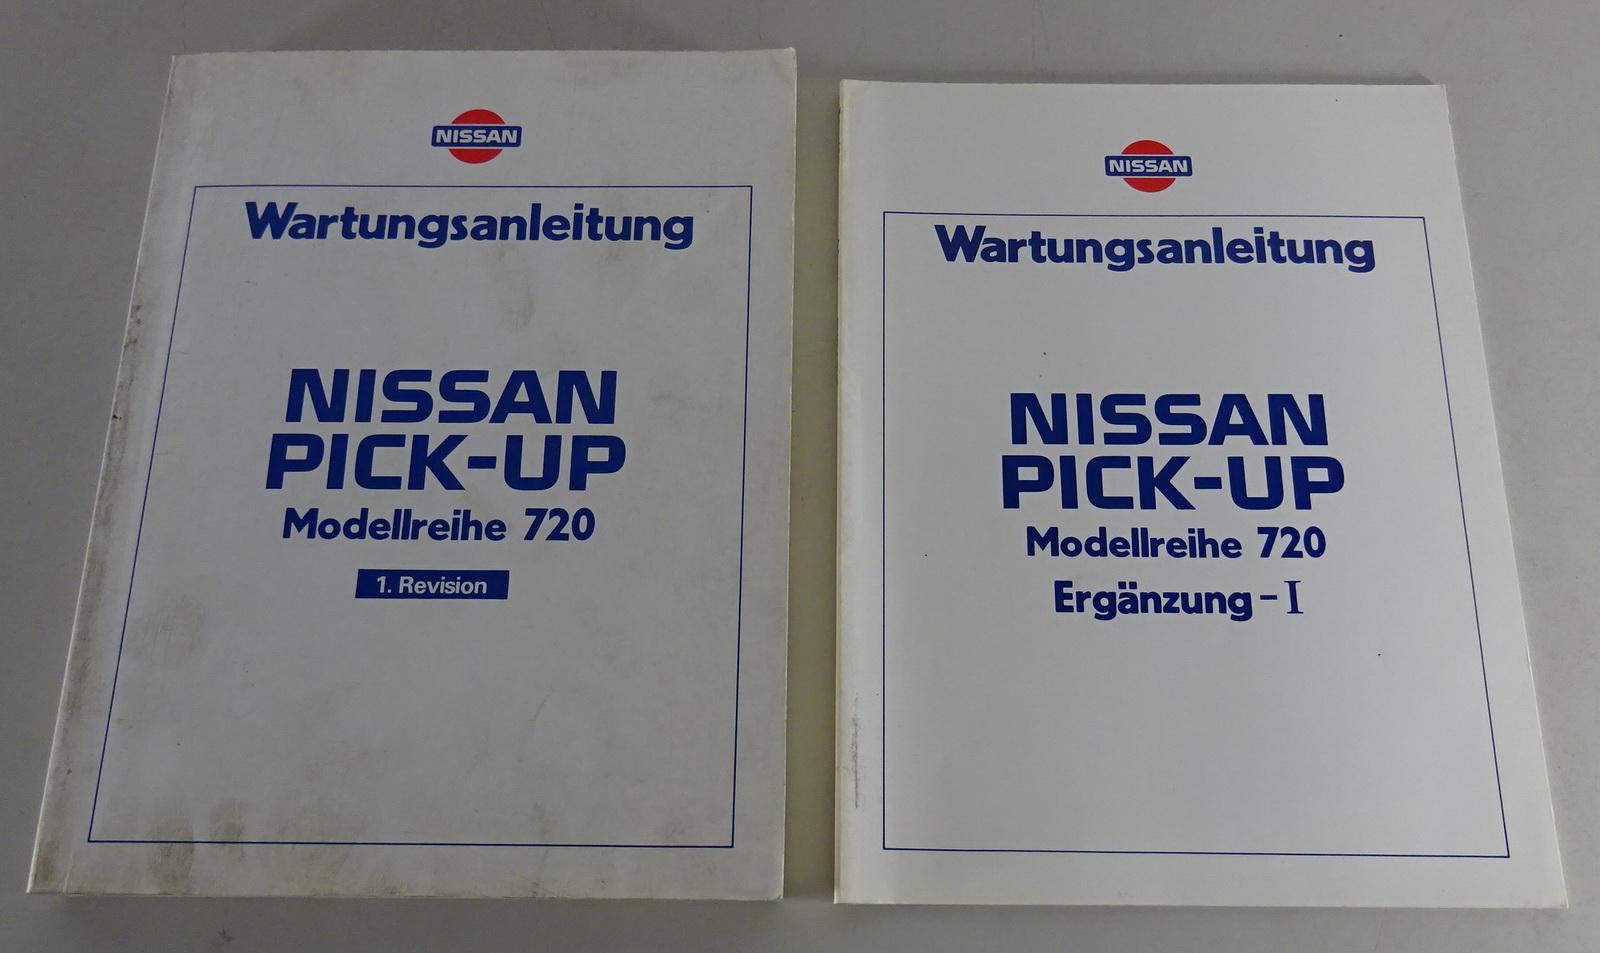 NISSAN
Wartungsanleitung
NISSAN
PICK-UP
Modellreihe 720
1. Revision
NISSAN
Wartungsanleitung
NISSAN
PICK-UP
Modellreihe 720
Ergänzung - I